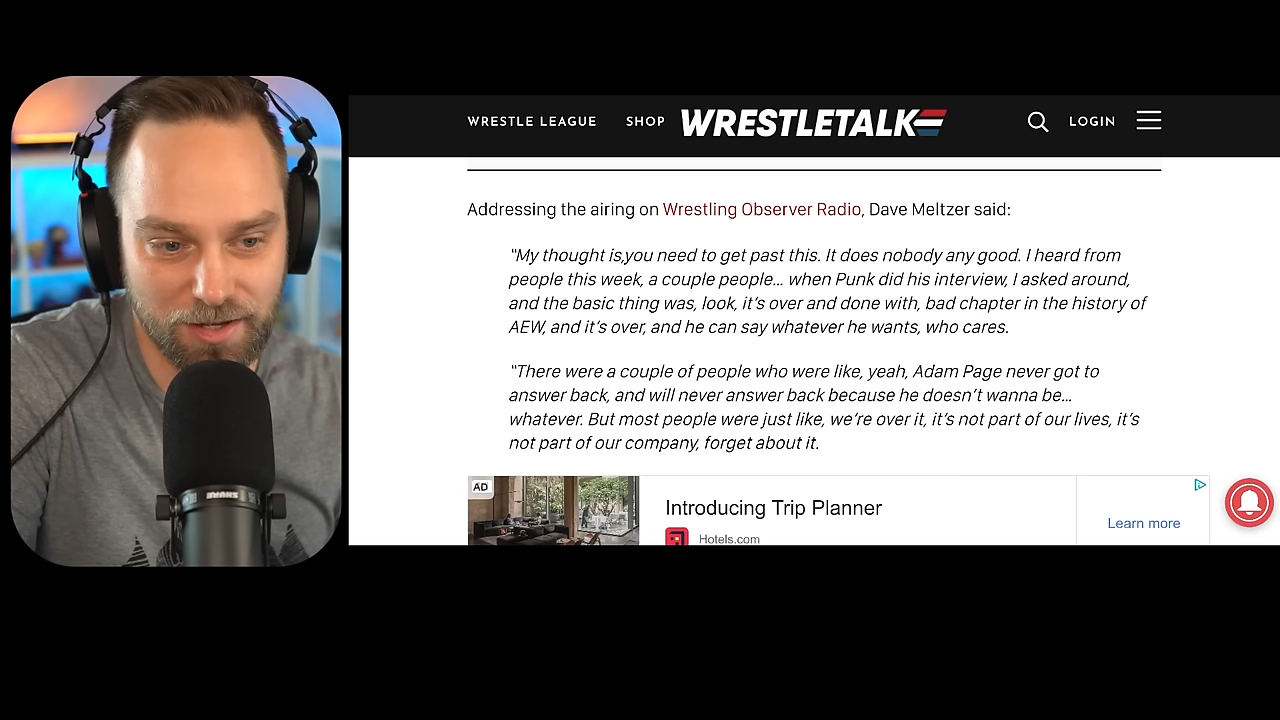 WRESTLE LEAGUE SHOP WRESTLETALK LOGIN
Addressing the airing on Wrestling Observer Radio, Dave Meltzer said:
"My thought is,you need to get past this. It does nobody any good. I heard from
people this week, a couple people... when Punk did his interview, I asked around,
and the basic thing was, look, it's over and done with, bad chapter in the history of
AEW, and it's over, and he can say whatever he wants, who cares.
"There were a couple of people who were like, yeah, Adam Page never got to
answer back, and will never answer back because he doesn't wanna be...
whatever. But most people were just like, we're over it, it's not part of our lives, it's
not part of our company, forget about it.
AD
Introducing Trip Planner
Hotels.com
Learn more
SHURE